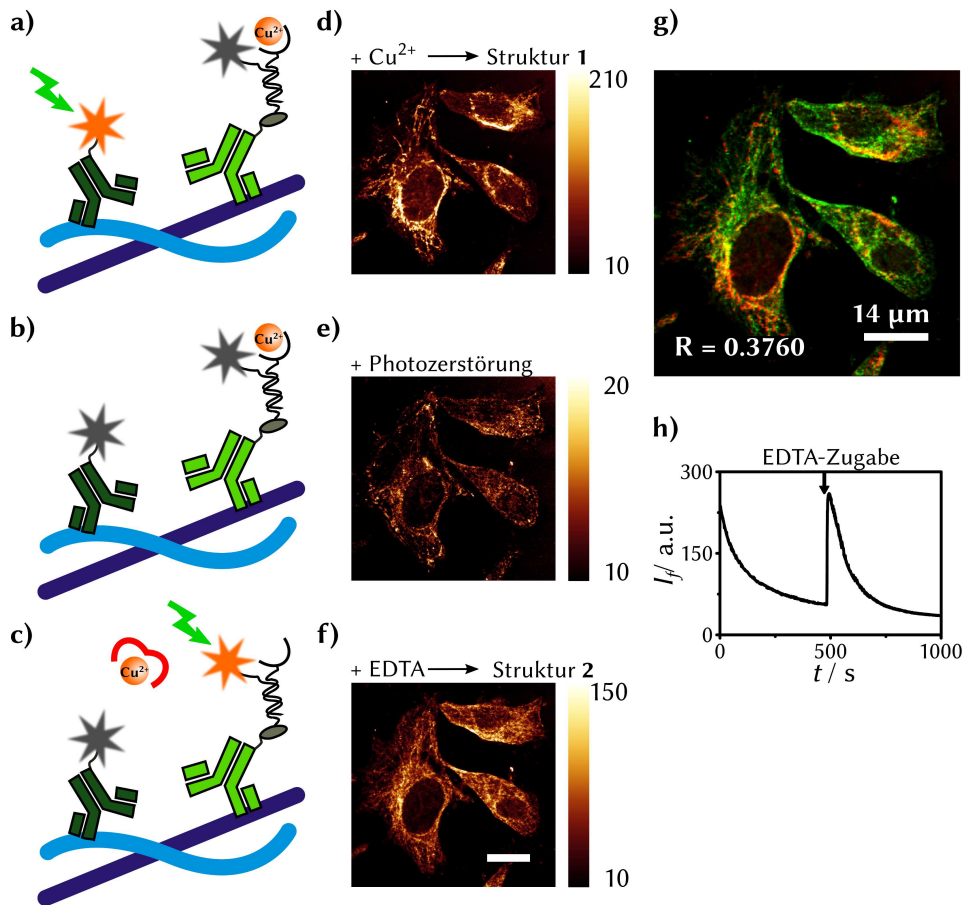 a)
Cu2+
d)
+ Cu2+ ⟶ Struktur 1
210
10
g)
14 µm
R = 0.3760
b)
Cu2+
e)
+ Photozerstörung
20
10
h)
EDTA-Zugabe
300
150
0
If / a.u.
0 500 1000
t / s
c)
Cu2+
f)
+ EDTA ⟶ Struktur 2
150
10